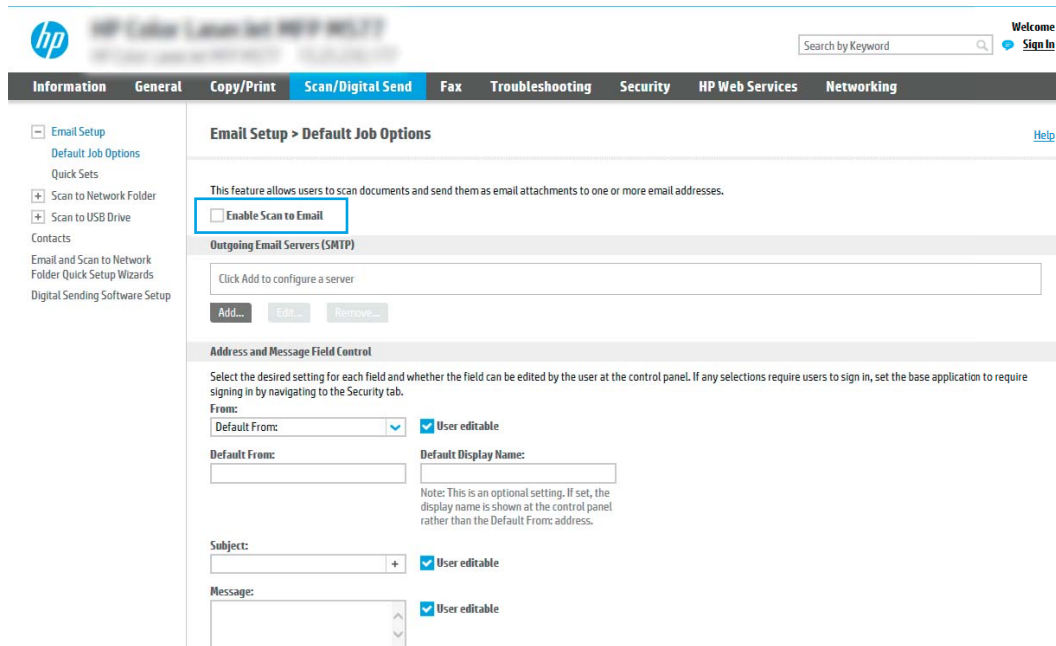 hp
Welcome
Search by Keyword
Sign In
Information General Copy/Print Scan/Digital Send Fax Troubleshooting Security HP Web Services Networking
Email Setup
Default Job Options
Quick Sets
Scan to Network Folder
Scan to USB Drive
Contacts
Email and Scan to Network
Folder Quick Setup Wizards
Digital Sending Software Setup
Email Setup > Default Job Options
Help
This feature allows users to scan documents and send them as email attachments to one or more email addresses.
Enable Scan to Email
Outgoing Email Servers (SMTP)
Click Add to configure a server
Add... Edit... Remove...
Address and Message Field Control
Select the desired setting for each field and whether the field can be edited by the user at the control panel. If any selections require users to sign in, set the base application to require
signing in by navigating to the Security tab.
From:
Default From: User editable
Default From: Default Display Name:
Note: This is an optional setting. If set, the
display name is shown at the control panel
rather than the Default From: address.
Subject:
+ User editable
Message:
User editable